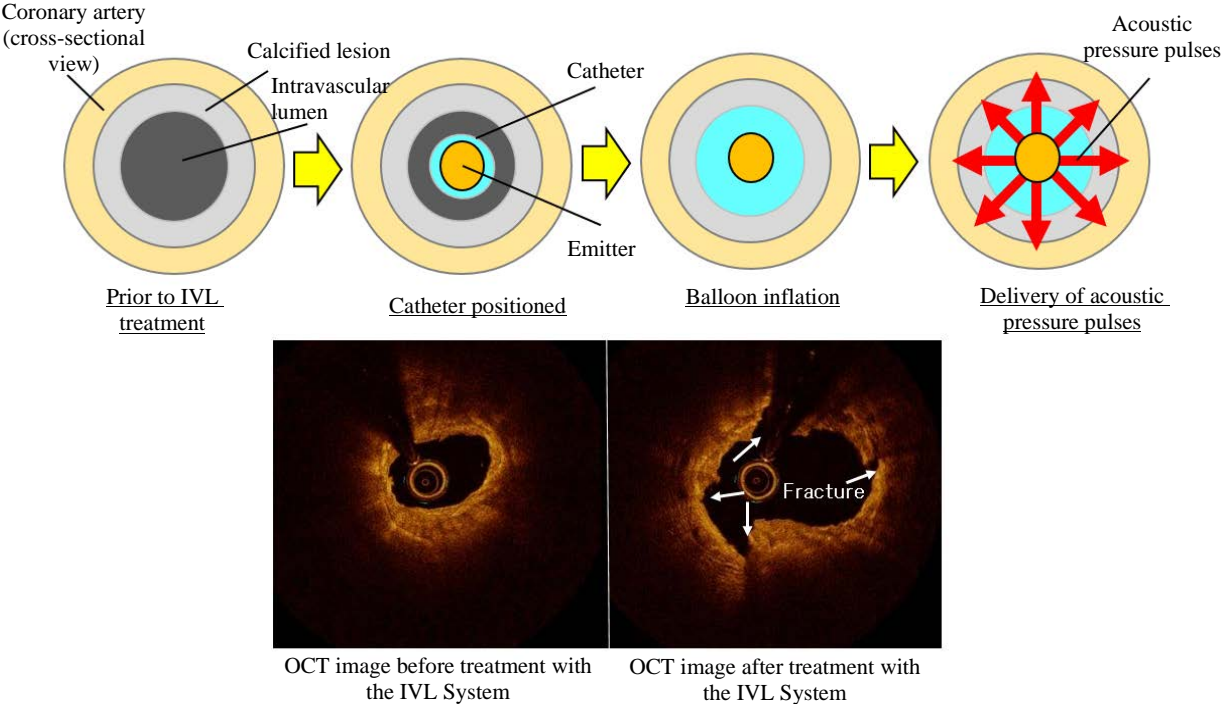 Coronary artery
(cross-sectional
view)
Calcified lesion
Intravascular
lumen
Catheter
Emitter
Acoustic
pressure pulses
Prior to IVL
treatment
Catheter positioned
Balloon inflation
Delivery of acoustic
pressure pulses
Fracture
OCT image before treatment with
the IVL System
OCT image after treatment with
the IVL System